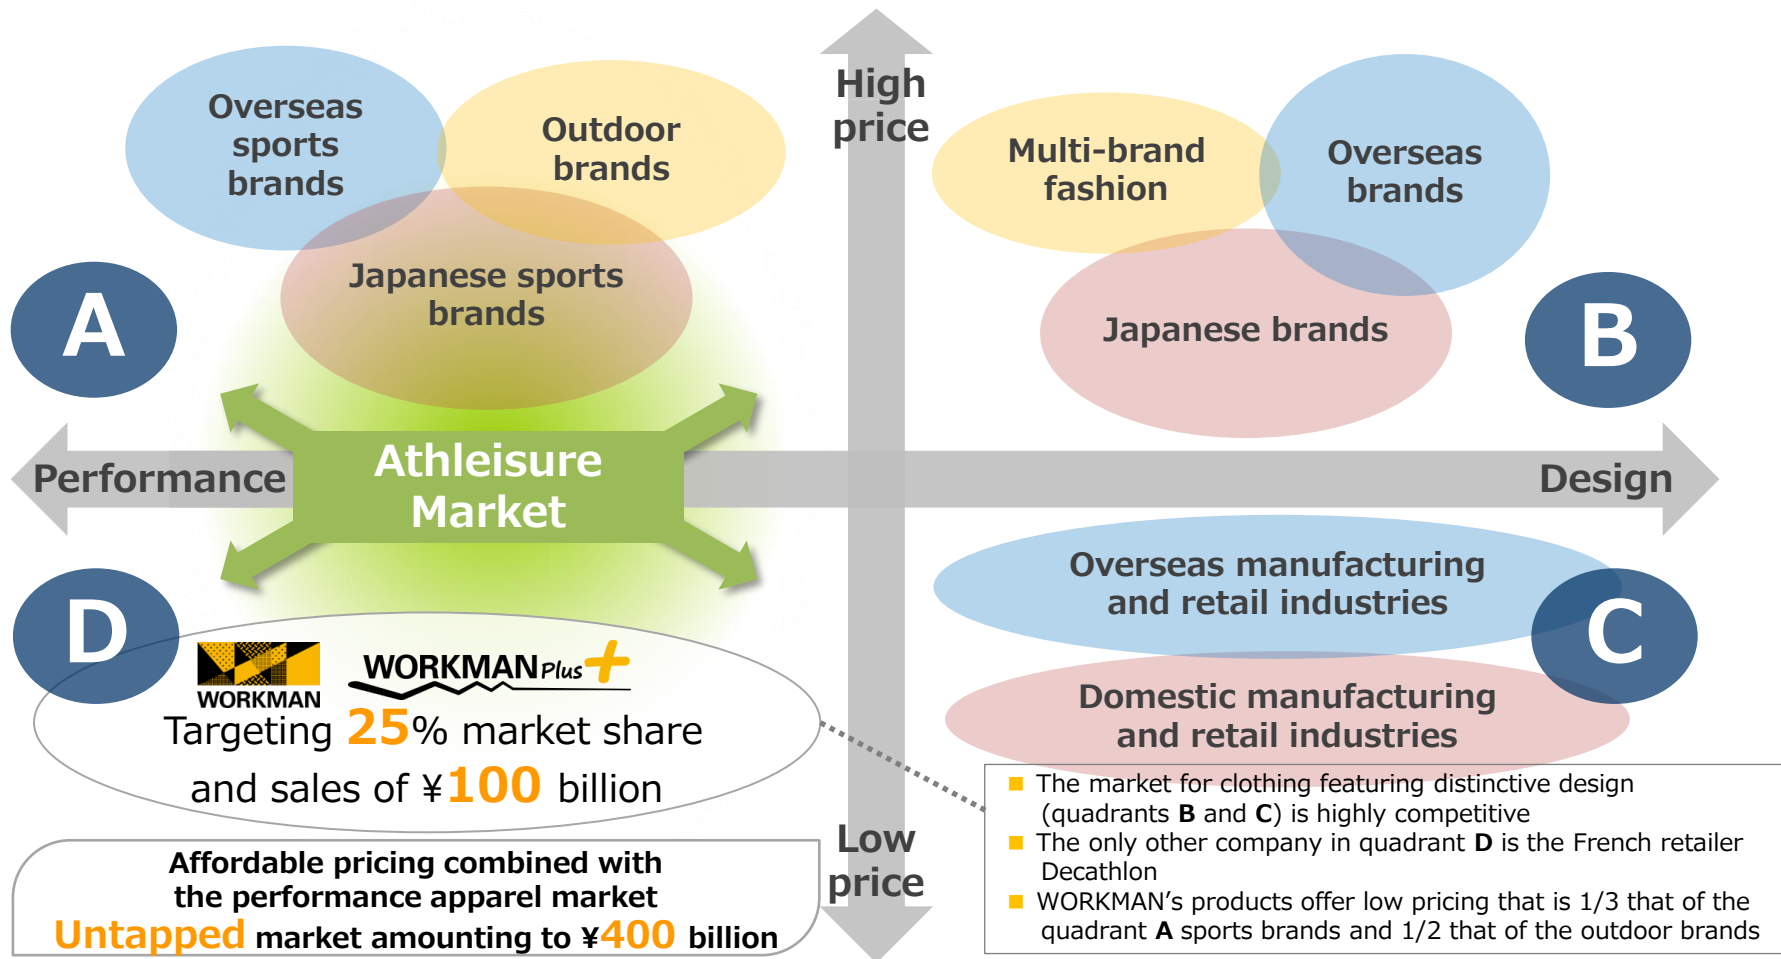 High
price
Overseas
sports
brands
Outdoor
brands
Japanese sports
brands
A
Multi-brand
fashion
Overseas
brands
Japanese brands
B
Performance
Athleisure
Market
Design
D
WORKMAN
WORKMAN Plus+
Targeting 25% market share
and sales of ¥100 billion
Overseas manufacturing
and retail industries
C
Domestic manufacturing
and retail industries
Low
price
Affordable pricing combined with
the performance apparel market
Untapped market amounting to ¥400 billion
■ The market for clothing featuring distinctive design
(quadrants B and C) is highly competitive
■ The only other company in quadrant D is the French retailer
Decathlon
■ WORKMAN’s products offer low pricing that is 1/3 that of the
quadrant A sports brands and 1/2 that of the outdoor brands